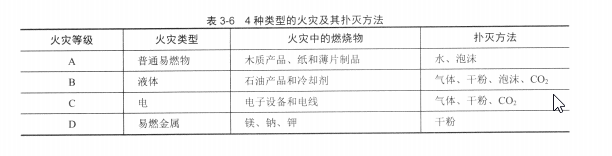 表 3-6 4 种类型的火灾及其扑灭方法
火灾等级 火灾类型 火灾中的燃烧物 扑灭方法
A 普通易燃物 木质产品、纸和薄片制品 水、泡沫
B 液体 石油产品和冷却剂 气体、干粉、泡沫、CO₂
C 电 电子设备和电线 气体、干粉、CO₂
D 易燃金属 镁、钠、钾 干粉